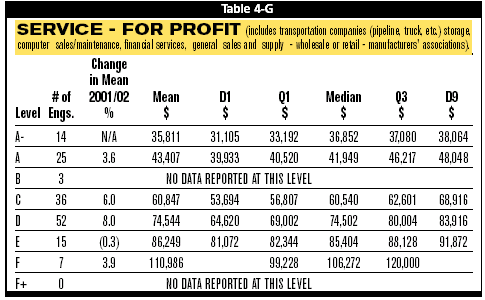 Table 4-G
SERVICE - FOR PROFIT (includes transportation companies (pipeline, truck, etc.) storage,
computer sales/maintenance, financial services, general sales and supply - wholesale or retail - manufacturers' associations).
Change
in Mean
# of 2001/02 Mean D1 Q1 Median Q3 D9
Level Engs. % $ $ $ $ $ $
A- 14 N/A 35,811 31,105 33,192 36,852 37,080 38,064
A 25 3.6 43,407 39,933 40,520 41,949 46,217 48,048
B 3 NO DATA REPORTED AT THIS LEVEL
C 36 6.0 60,847 53,694 56,807 60,540 62,601 68,916
D 52 8.0 74,544 64,620 69,002 74,502 80,004 83,916
E 15 (0.3) 86,249 81,072 82,344 85,404 88,128 91,872
F 7 3.9 110,986 99,228 106,272 120,000
F+ 0 NO DATA REPORTED AT THIS LEVEL